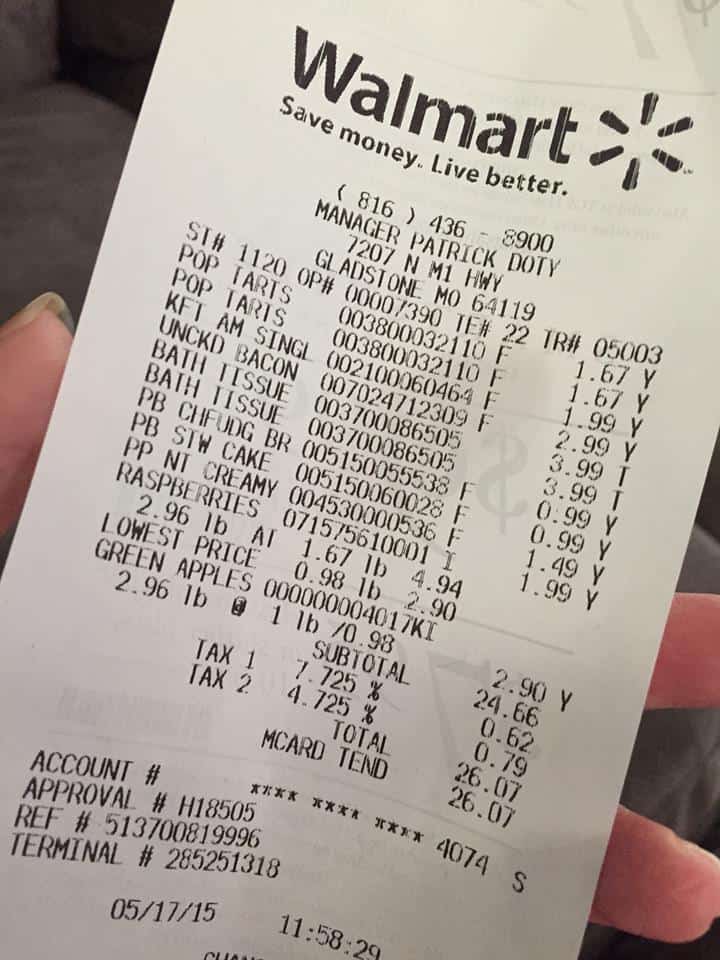 Walmart
Save money. Live better.
( 816 ) 436 - 8900
MANAGER PATRICK DOTY
7207 N M1 HWY
GLADSTONE MO 64119
ST# 1120 OP# 00007390 TE# 22 TR# 05003
POP TARTS 003800032110 F 1.67 Y
POP TARTS 003800032110 F 1.67 Y
KFT AM SINGL 002100060464 F 1.99 Y
UNCKD BACON 007024712309 F 2.99 Y
BATH TISSUE 003700086505 3.99 T
BATH TISSUE 003700086505 3.99 T
PB CHFUDG BR 005150055538 F 0.99 Y
PB STW CAKE 005150060028 F 0.99 Y
PP NT CREAMY 004530000536 F 1.49 Y
RASPBERRIES 071575610001 I 1.99 Y
2.96 lb AT 1.67 lb 4.94
LOWEST PRICE 0.98 lb 2.90
GREEN APPLES 000000004017KI
2.96 lb @ 1 lb /0.98 2.90 Y
SUBTOTAL 24.66
TAX 1 7.725 % 0.62
TAX 2 4.725 % 0.79
TOTAL 26.07
MCARD TEND 26.07
ACCOUNT # **** **** **** 4074 S
APPROVAL # H18505
REF # 513700819996
TERMINAL # 285251318
05/17/15 11:58:29